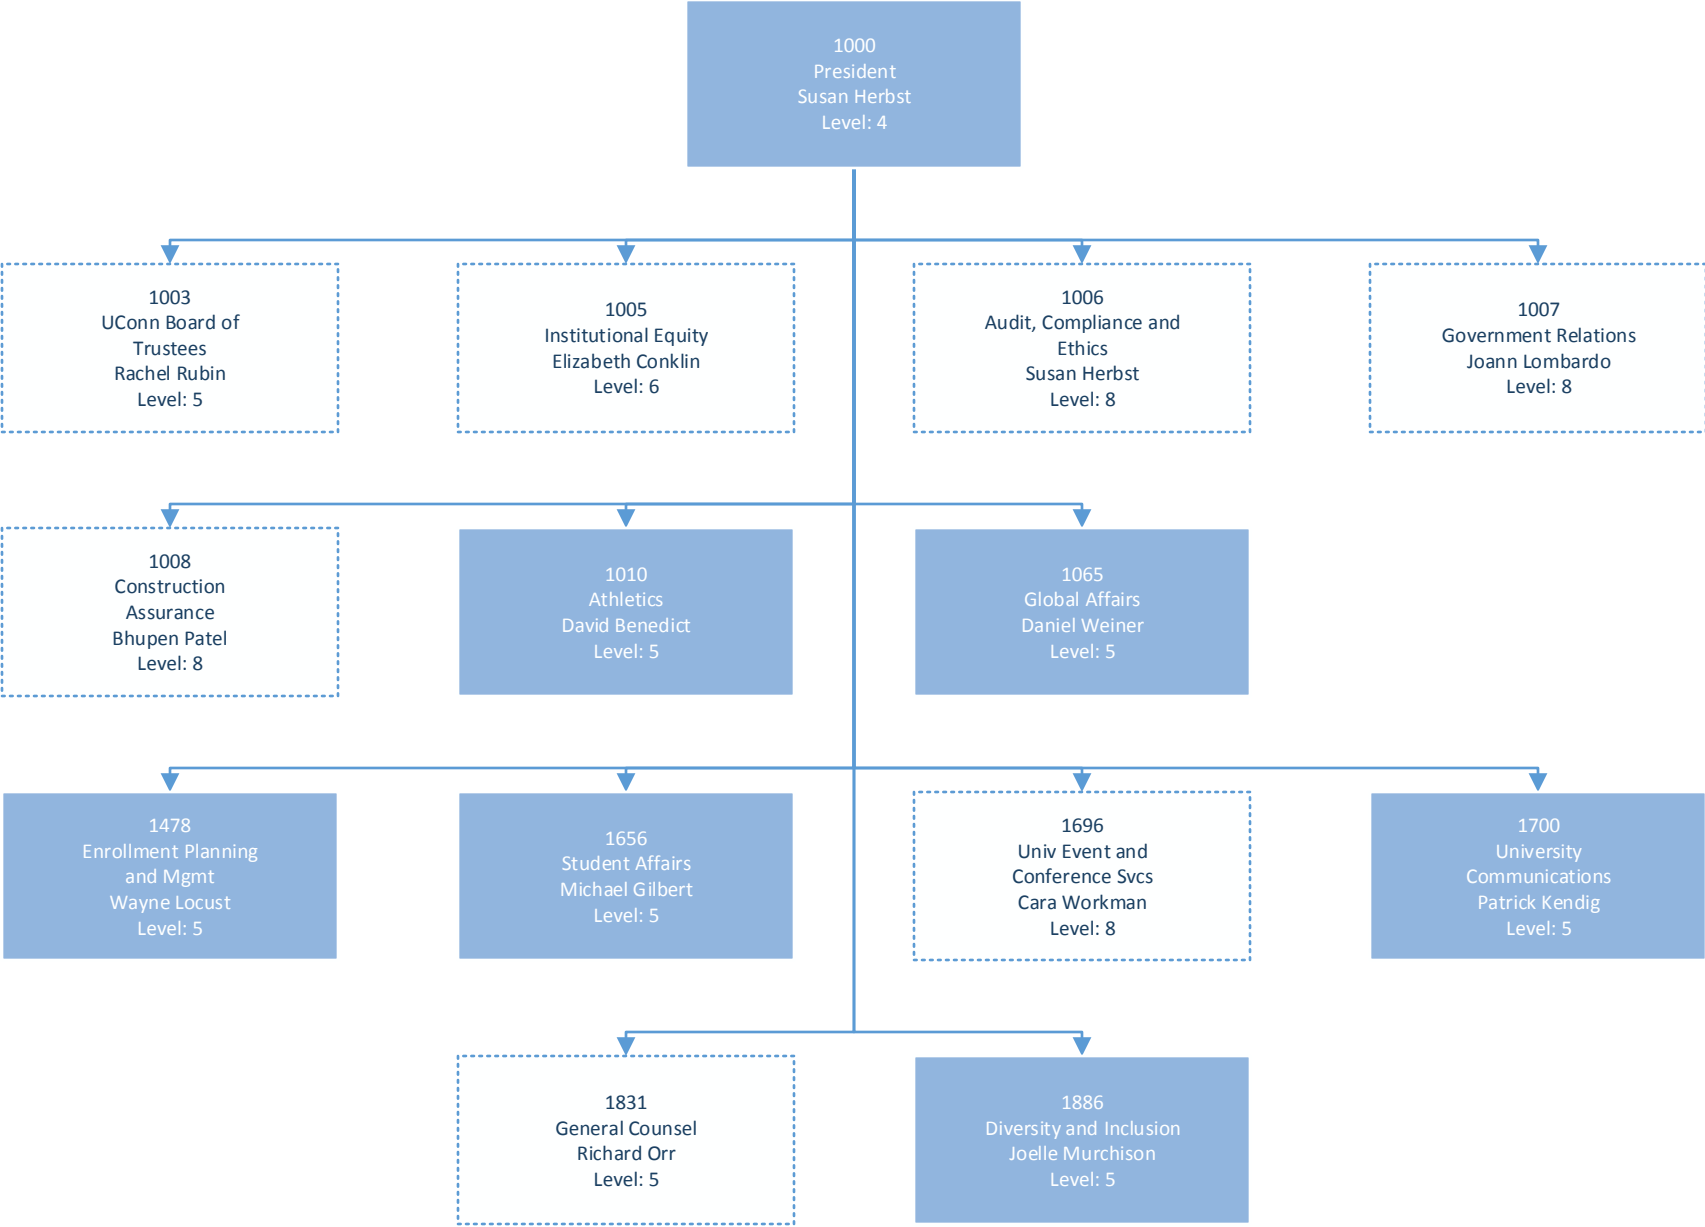 1000
President
Susan Herbst
Level: 4
1003
UConn Board of
Trustees
Rachel Rubin
Level: 5
1005
Institutional Equity
Elizabeth Conklin
Level: 6
1006
Audit, Compliance and
Ethics
Susan Herbst
Level: 8
1007
Government Relations
Joann Lombardo
Level: 8
1008
Construction
Assurance
Bhupen Patel
Level: 8
1010
Athletics
David Benedict
Level: 5
1065
Global Affairs
Daniel Weiner
Level: 5
1478
Enrollment Planning
and Mgmt
Wayne Locust
Level: 5
1656
Student Affairs
Michael Gilbert
Level: 5
1696
Univ Event and
Conference Svcs
Cara Workman
Level: 8
1700
University
Communications
Patrick Kendig
Level: 5
1831
General Counsel
Richard Orr
Level: 5
1886
Diversity and Inclusion
Joelle Murchison
Level: 5